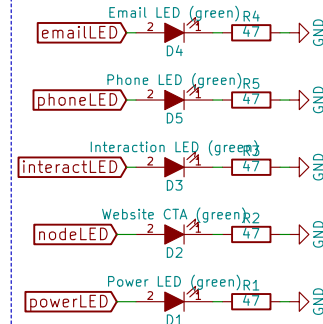 Email LED (green)
R4
emailLED
2
1
47
GND
D4
Phone LED (green)
R5
phoneLED
2
1
47
GND
D5
Interaction LED (green)
R3
interactLED
2
1
47
GND
D3
Website CTA (green)
R2
nodeLED
2
1
47
GND
D2
Power LED (green)
R1
powerLED
2
1
47
GND
D1